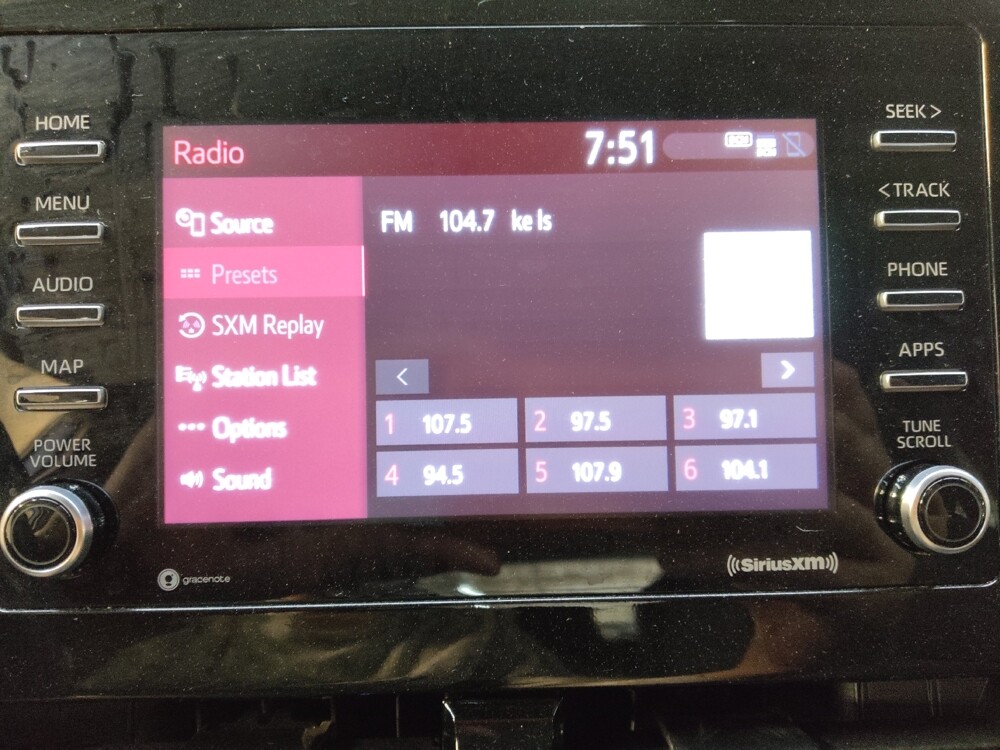 HOME
MENU
AUDIO
MAP
POWER
VOLUME
Radio
7:51
DCM
Source
Presets
SXM Replay
Station List
Options
Sound
FM 104.7 kels
<
>
1 107.5
2 97.5
3 97.1
4 94.5
5 107.9
6 104.1
SEEK >
< TRACK
PHONE
APPS
TUNE
SCROLL
gracenote
((SiriusXM))